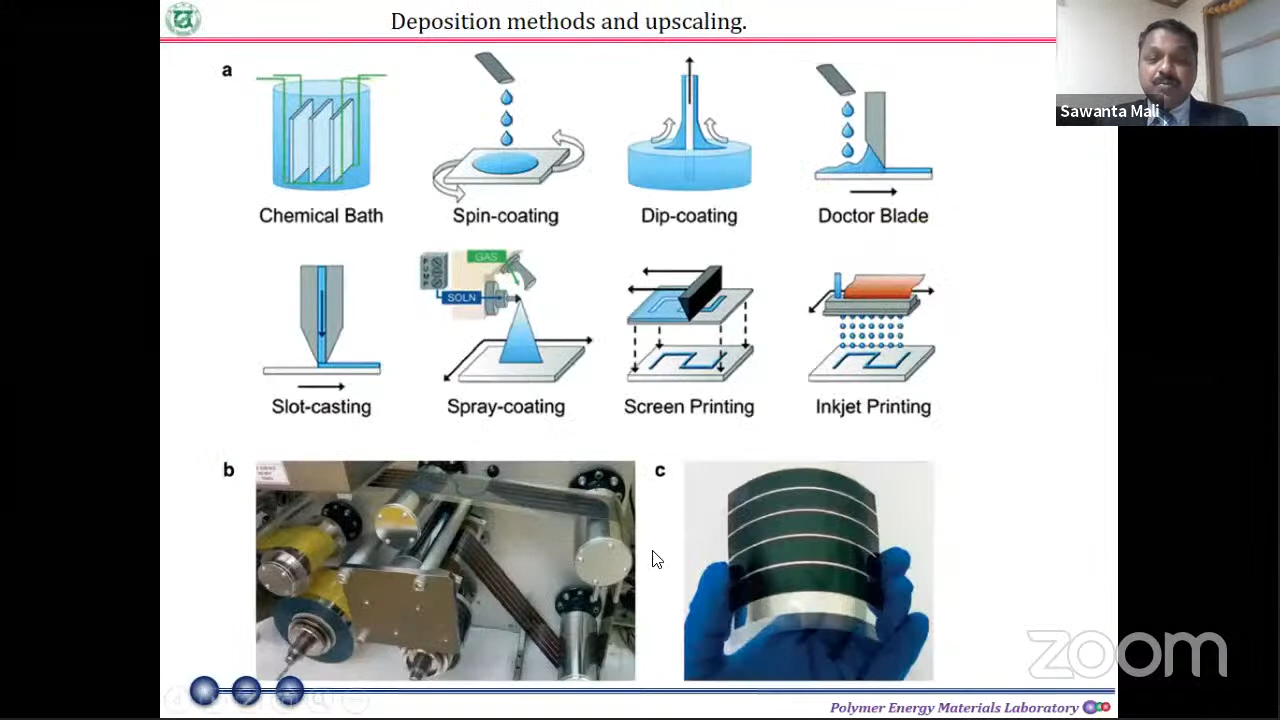 Deposition methods and upscaling.
Sawanta Mali
a
Chemical Bath
Spin-coating
Dip-coating
Doctor Blade
PUMP
GAS
SOLN
Slot-casting
Spray-coating
Screen Printing
Inkjet Printing
b
c
zoom
Polymer Energy Materials Laboratory